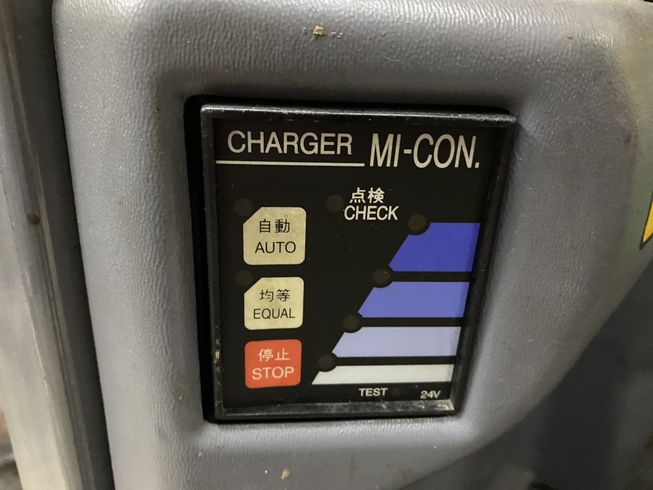 CHARGER MI-CON.
点検
CHECK
自動
AUTO
均等
EQUAL
停止
STOP
TEST
24V